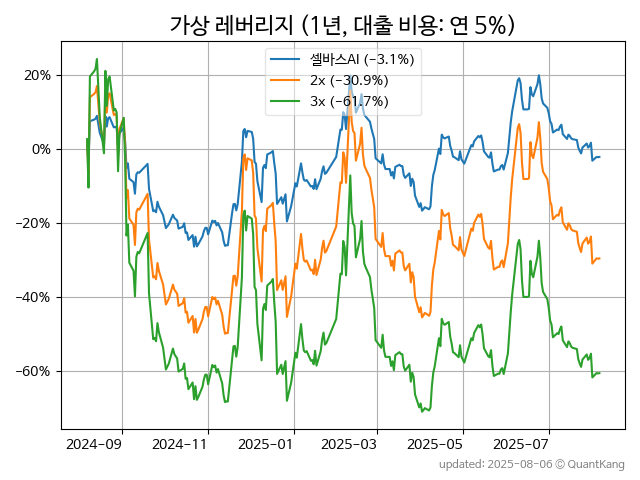 가상 레버리지 (1년, 대출 비용: 연 5%)
셀바스AI (−3.1%)
2x (−30.9%)
3x (−61.7%)
20%
0%
−20%
−40%
−60%
2024-09
2024-11
2025-01
2025-03
2025-05
2025-07
updated: 2025-08-06 © QuantKang